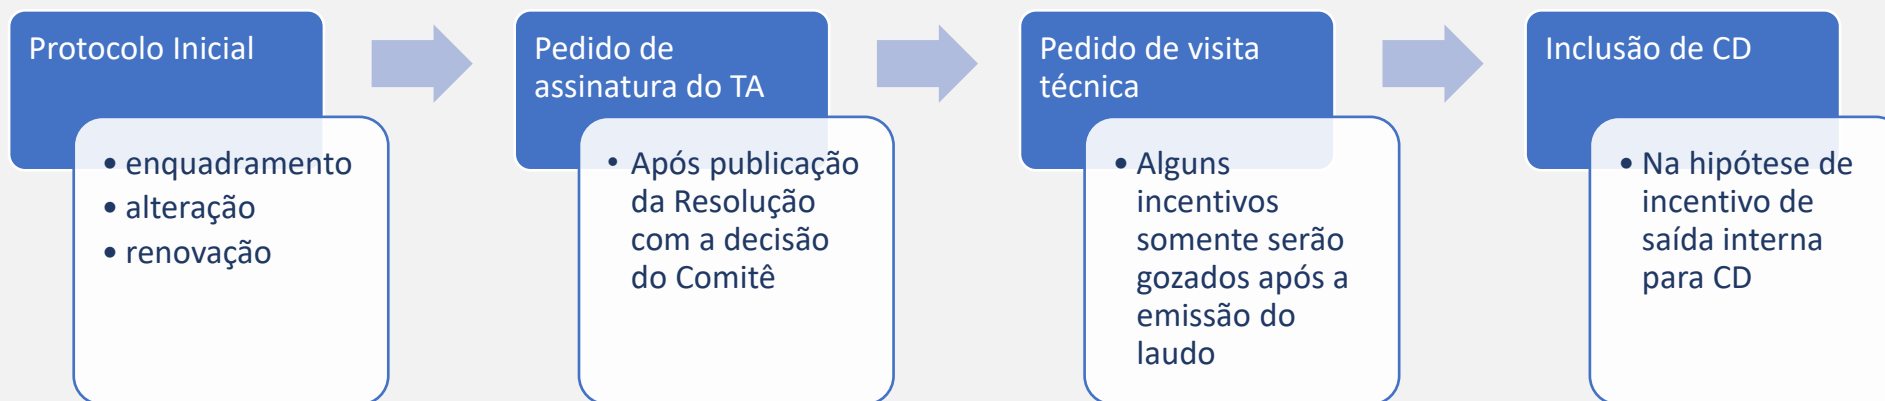 Protocolo Inicial
• enquadramento
• alteração
• renovação
Pedido de
assinatura do TA
• Após publicação
da Resolução
com a decisão
do Comitê
Pedido de visita
técnica
• Alguns
incentivos
somente serão
gozados após a
emissão do
laudo
Inclusão de CD
• Na hipótese de
incentivo de
saída interna
para CD